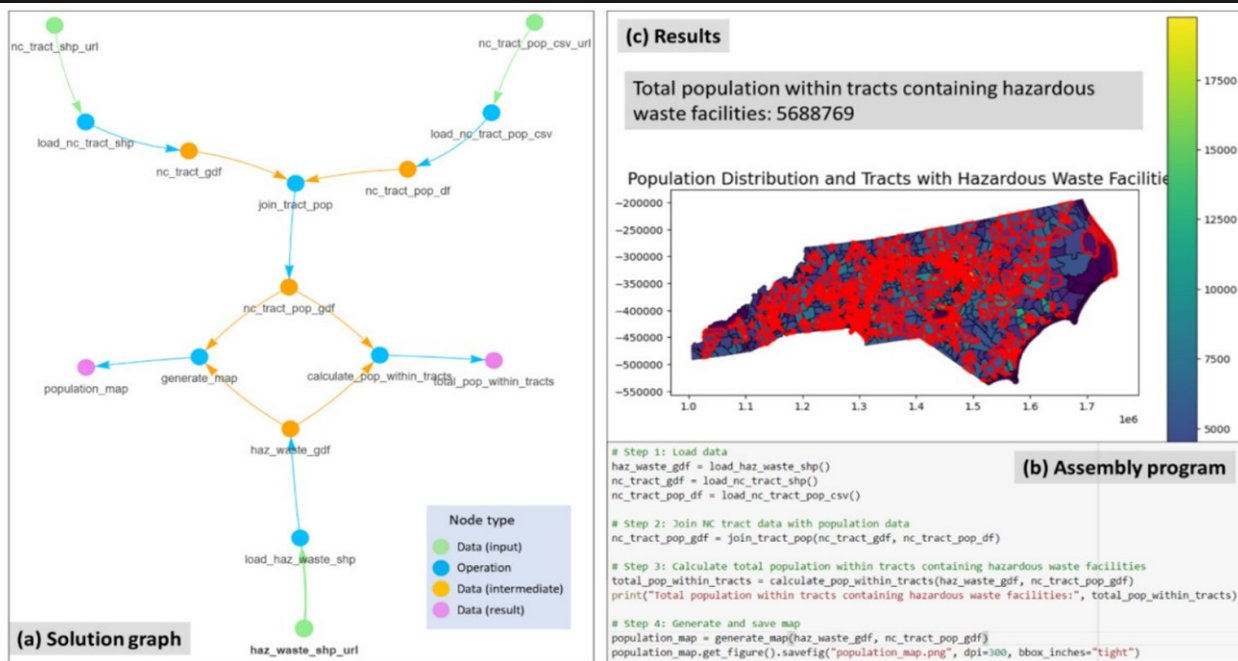 nc_tract_shp_url
nc_tract_pop_csv_url
load_nc_tract_shp
load_nc_tract_pop_csv
nc_tract_gdf
nc_tract_pop_df
join_tract_pop
nc_tract_pop_gdf
population_map
generate_map
calculate_pop_within_tracts
total_pop_within_tracts
haz_waste_gdf
load_haz_waste_shp
haz_waste_shp_url
Node type
Data (input)
Operation
Data (intermediate)
Data (result)
(a) Solution graph
(c) Results
Total population within tracts containing hazardous
waste facilities: 5688769
Population Distribution and Tracts with Hazardous Waste Facilitie
−200000
−250000
−300000
−350000
−400000
−450000
−500000
−550000
1.0 1.1 1.2 1.3 1.4 1.5 1.6 1.7
1e6
17500
15000
12500
10000
7500
5000
(b) Assembly program
# Step 1: Load data
haz_waste_gdf = load_haz_waste_shp()
nc_tract_gdf = load_nc_tract_shp()
nc_tract_pop_df = load_nc_tract_pop_csv()
# Step 2: Join NC tract data with population data
nc_tract_pop_gdf = join_tract_pop(nc_tract_gdf, nc_tract_pop_df)
# Step 3: Calculate total population within tracts containing hazardous waste facilities
total_pop_within_tracts = calculate_pop_within_tracts(haz_waste_gdf, nc_tract_pop_gdf)
print("Total population within tracts containing hazardous waste facilities:", total_pop_within_tracts)
# Step 4: Generate and save map
population_map = generate_map(haz_waste_gdf, nc_tract_pop_gdf)
population_map.get_figure().savefig("population_map.png", dpi=300, bbox_inches="tight")